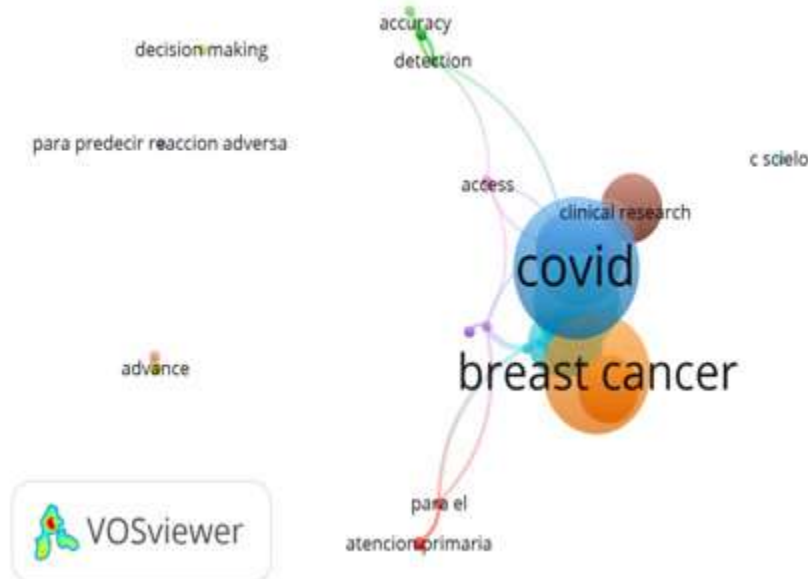 accuracy
decision making
detection
para predecir reaccion adversa
c scielo
access
clinical research
covid
advance
breast cancer
para el
atencion primaria
VOSviewer